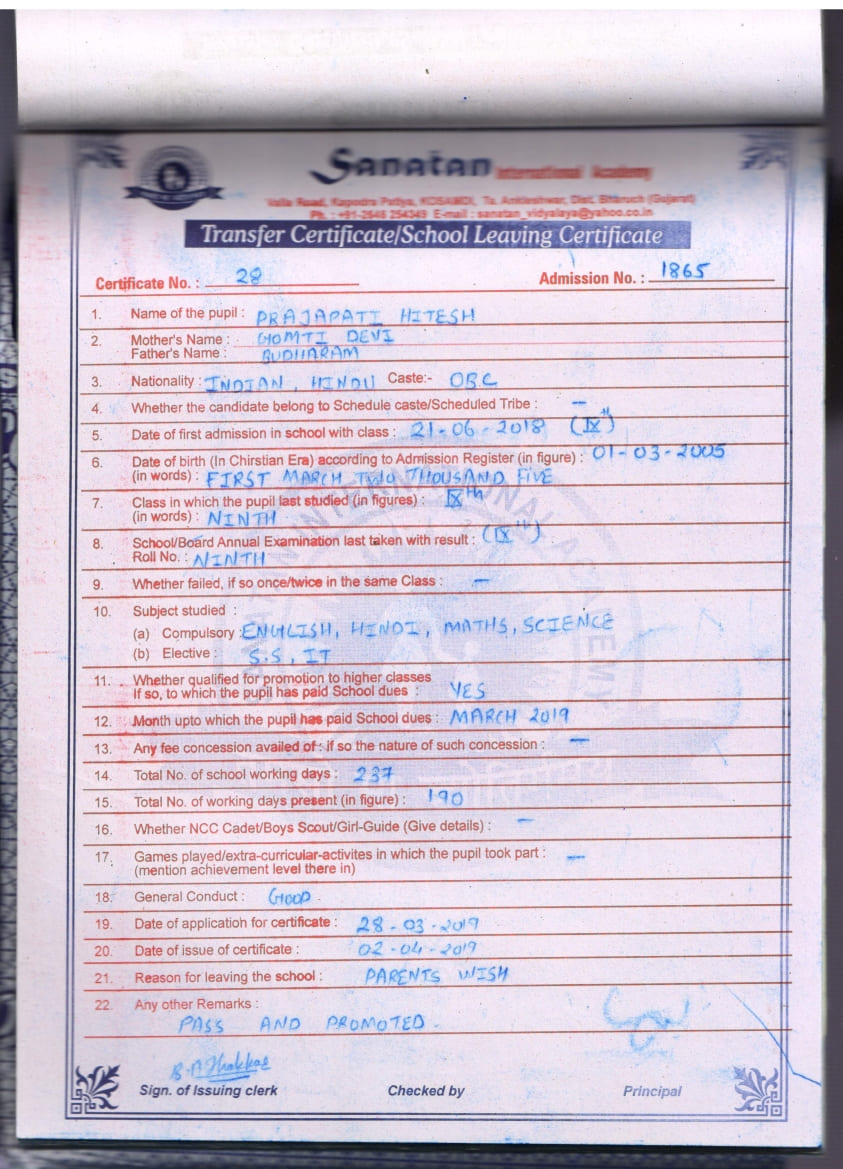 Sanatan International Academy
Valia Road, Kapodra Patiya, KOSAMDI, Ta. Ankleshwar, Dist. Bharuch (Gujarat)
Ph. : +91-2646 254349 E-mail : sanatan_vidyalaya@yahoo.co.in
Transfer Certificate/School Leaving Certificate
Certificate No. : 28 Admission No. : 1865
1. Name of the pupil : PRAJAPATI HITESH
2. Mother's Name : GOMTI DEVI
Father's Name : BUDHARAM
3. Nationality : INDIAN, HINDU Caste:- OBC
4. Whether the candidate belong to Schedule caste/Scheduled Tribe : —
5. Date of first admission in school with class : 21-06-2018 (IXth)
6. Date of birth (In Chirstian Era) according to Admission Register (in figure) : 01-03-2005
(in words) : FIRST MARCH TWO THOUSAND FIVE
7. Class in which the pupil last studied (in figures) : IXth
(in words) : NINTH
8. School/Board Annual Examination last taken with result : (IXth)
Roll No. : NINTH
9. Whether failed, if so once/twice in the same Class : —
10. Subject studied :
(a) Compulsory : ENGLISH, HINDI, MATHS, SCIENCE
(b) Elective : S.S, IT
11. Whether qualified for promotion to higher classes
If so, to which the pupil has paid School dues : YES
12. Month upto which the pupil has paid School dues : MARCH 2019
13. Any fee concession availed of : if so the nature of such concession : —
14. Total No. of school working days : 237
15. Total No. of working days present (in figure) : 190
16. Whether NCC Cadet/Boys Scout/Girl-Guide (Give details) : —
17. Games played/extra-curricular-activites in which the pupil took part : —
(mention achievement level there in)
18. General Conduct : GOOD
19. Date of application for certificate : 28-03-2019
20. Date of issue of certificate : 02-04-2019
21. Reason for leaving the school : PARENTS WISH
22. Any other Remarks :
PASS AND PROMOTED.
Sign. of Issuing clerk Checked by Principal